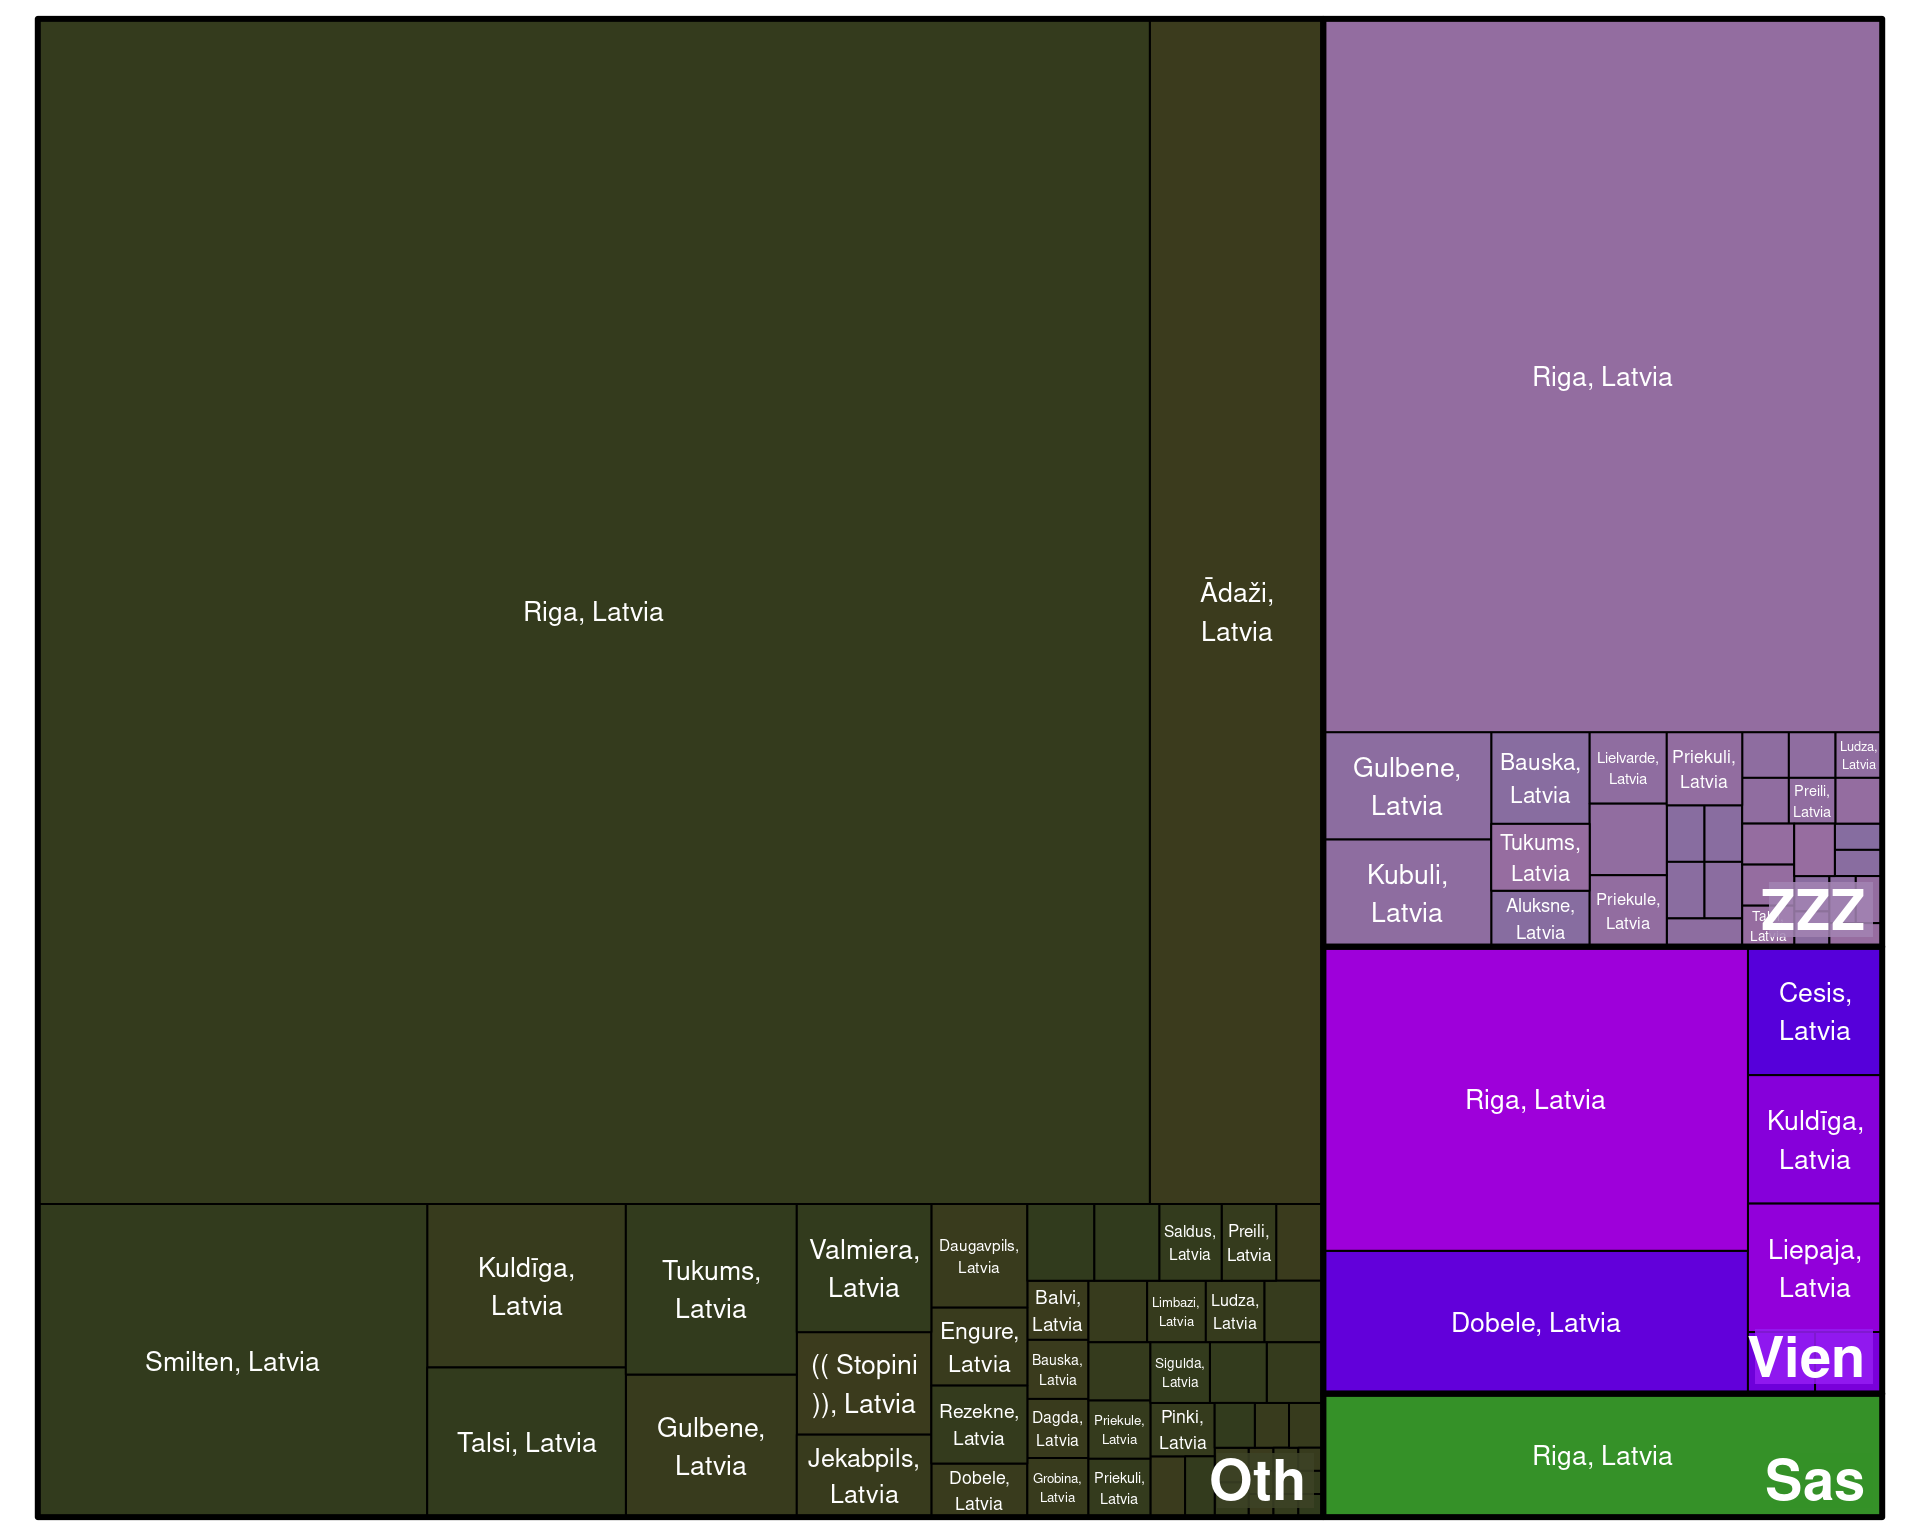 Riga, Latvia
Ādaži,
Latvia
Smilten, Latvia
Kuldīga,
Latvia
Talsi, Latvia
Tukums,
Latvia
Gulbene,
Latvia
Valmiera,
Latvia
(( Stopini
)), Latvia
Jekabpils,
Latvia
Daugavpils,
Latvia
Engure,
Latvia
Rezekne,
Latvia
Dobele,
Latvia
Balvi,
Latvia
Bauska,
Latvia
Dagda,
Latvia
Grobina,
Latvia
Priekule,
Latvia
Priekuli,
Latvia
Saldus,
Latvia
Preili,
Latvia
Limbazi,
Latvia
Ludza,
Latvia
Sigulda,
Latvia
Pinki,
Latvia
Oth
Riga, Latvia
Gulbene,
Latvia
Kubuli,
Latvia
Bauska,
Latvia
Tukums,
Latvia
Aluksne,
Latvia
Lielvarde,
Latvia
Priekule,
Latvia
Priekuli,
Latvia
Ludza,
Latvia
Preili,
Latvia
Latvia
ZZZ
Riga, Latvia
Dobele, Latvia
Cesis,
Latvia
Kuldīga,
Latvia
Liepaja,
Latvia
Vien
Riga, Latvia
Sas